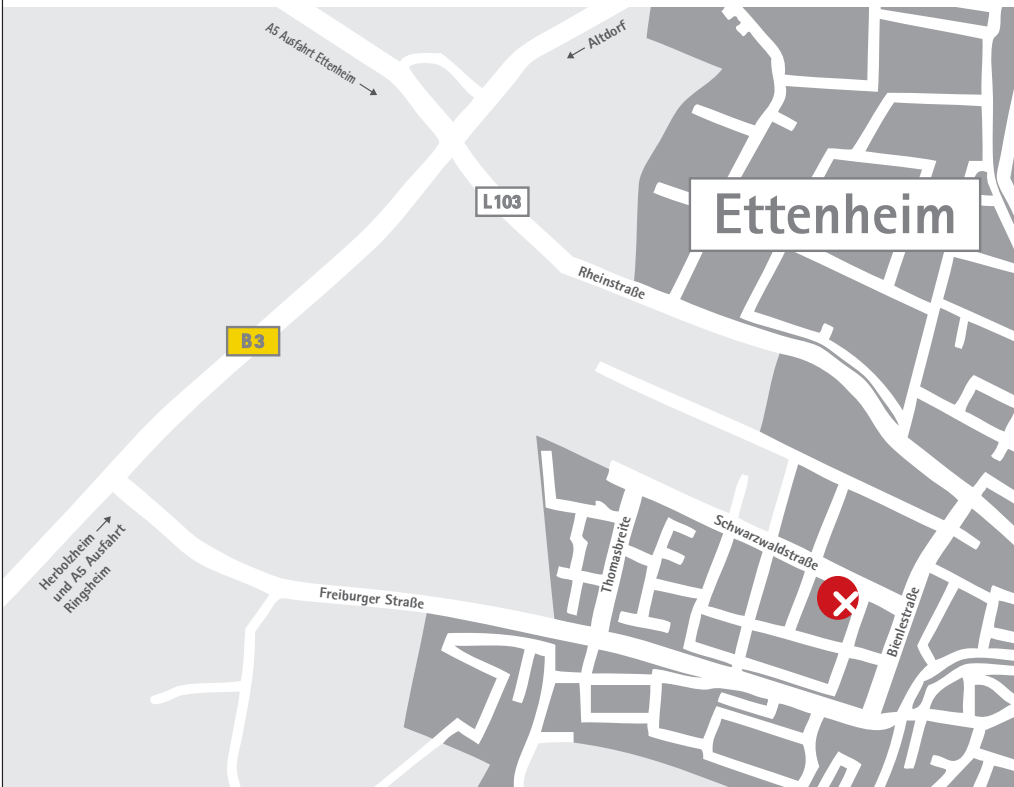 A5 Ausfahrt Ettenheim
Altdorf
L103
Ettenheim
Rheinstraße
B3
Herbolzheim
und A5 Ausfahrt
Ringsheim
Freiburger Straße
Thomasbreite
Schwarzwaldstraße
Bienlestraße